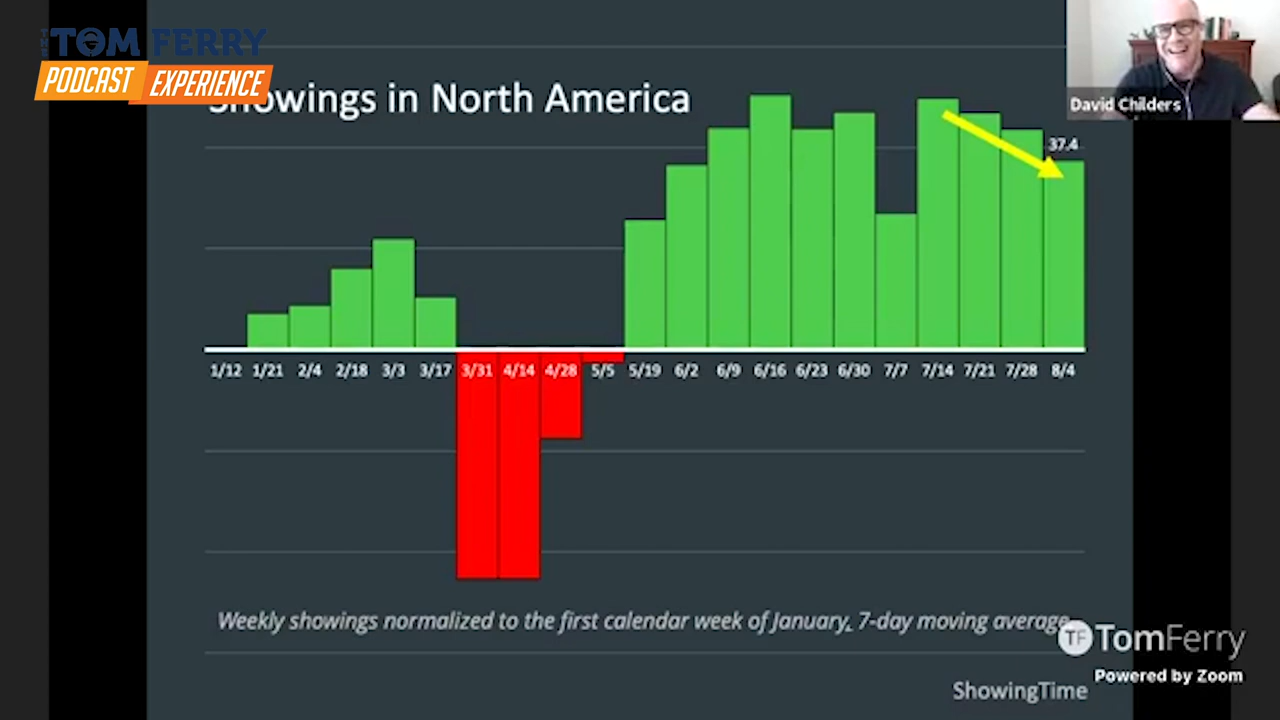 THE TOM FERRY
PODCAST EXPERIENCE
Showings in North America
David Childers
37.4
1/12 1/21 2/4 2/18 3/3 3/17 3/31 4/14 4/28 5/5 5/19 6/2 6/9 6/16 6/23 6/30 7/7 7/14 7/21 7/28 8/4
Weekly showings normalized to the first calendar week of January, 7-day moving average
TF TomFerry
Powered by Zoom
ShowingTime